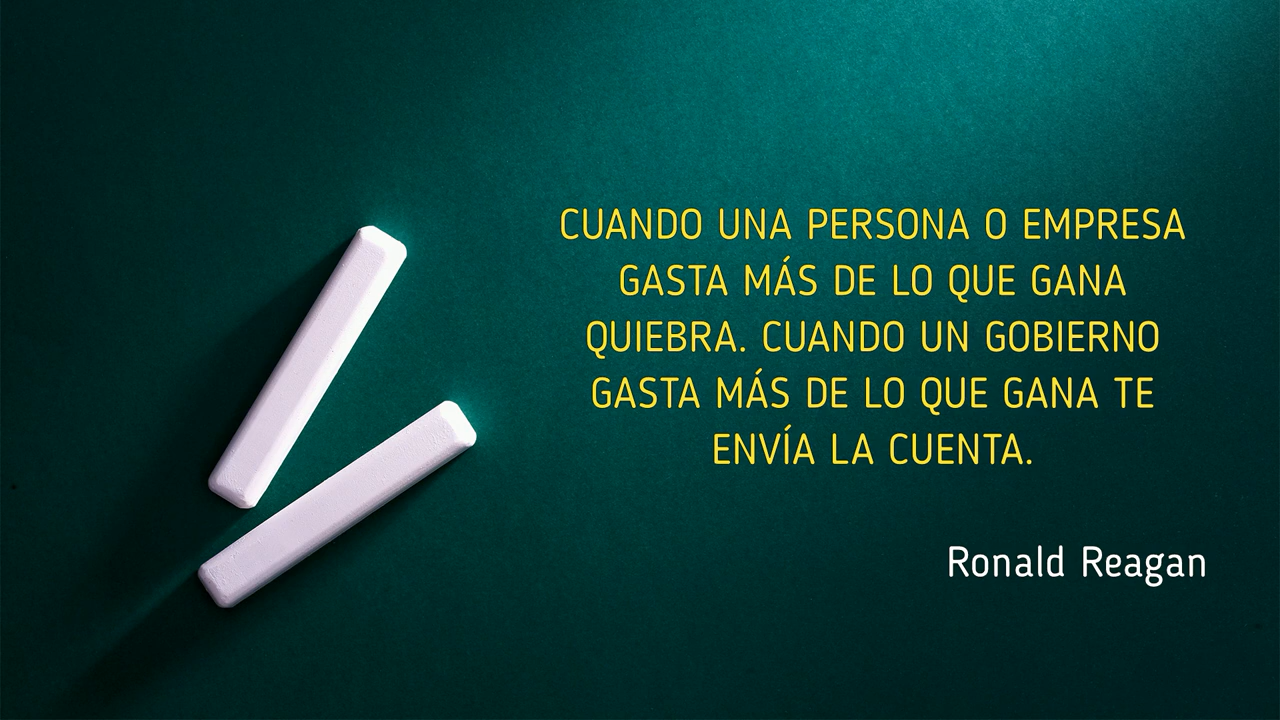 CUANDO UNA PERSONA O EMPRESA
GASTA MÁS DE LO QUE GANA
QUIEBRA. CUANDO UN GOBIERNO
GASTA MÁS DE LO QUE GANA TE
ENVÍA LA CUENTA.
Ronald Reagan